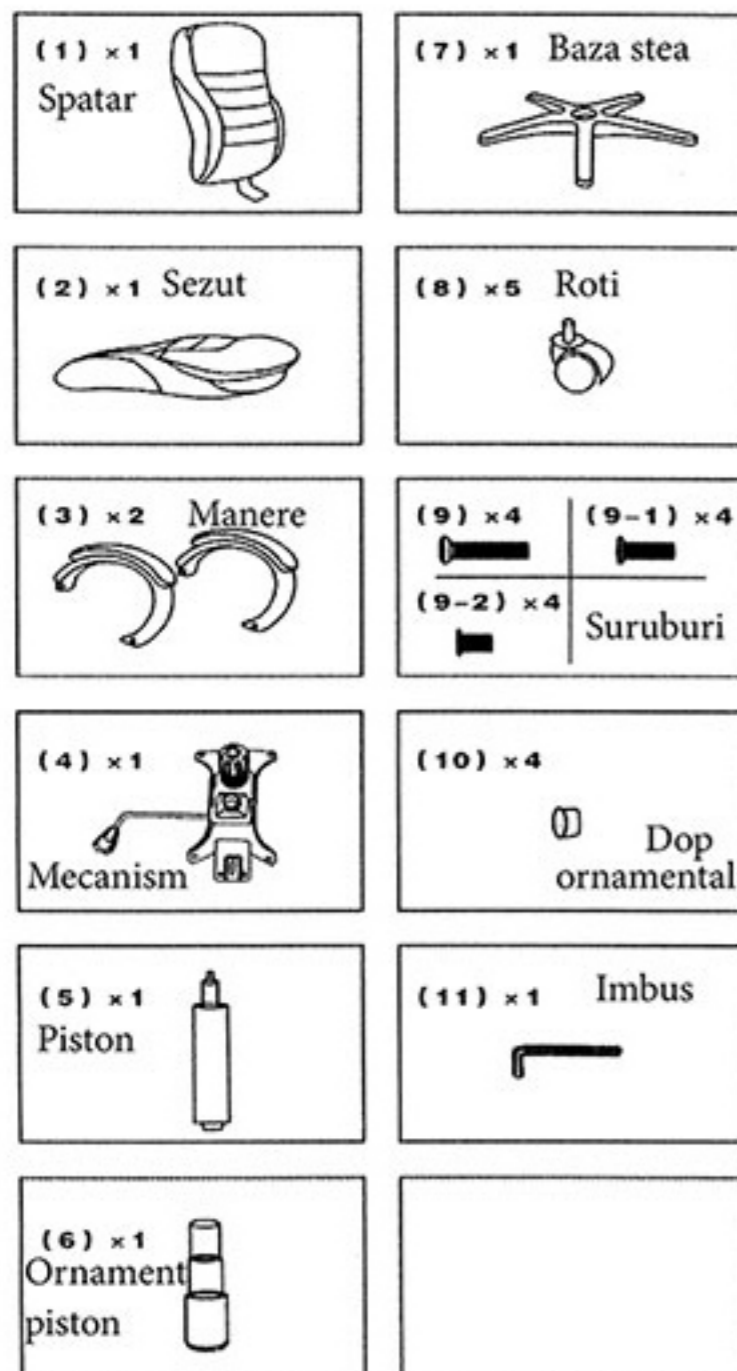 (1) ×1
Spatar
(7) ×1 Baza stea
(2) ×1 Sezut
(8) ×5 Roti
(3) ×2 Manere
(9) ×4
(9-1) ×4
(9-2) ×4
Suruburi
(4) ×1
Mecanism
(10) ×4
Dop
ornamental
(5) ×1
Piston
(11) ×1 Imbus
(6) ×1
Ornament
piston